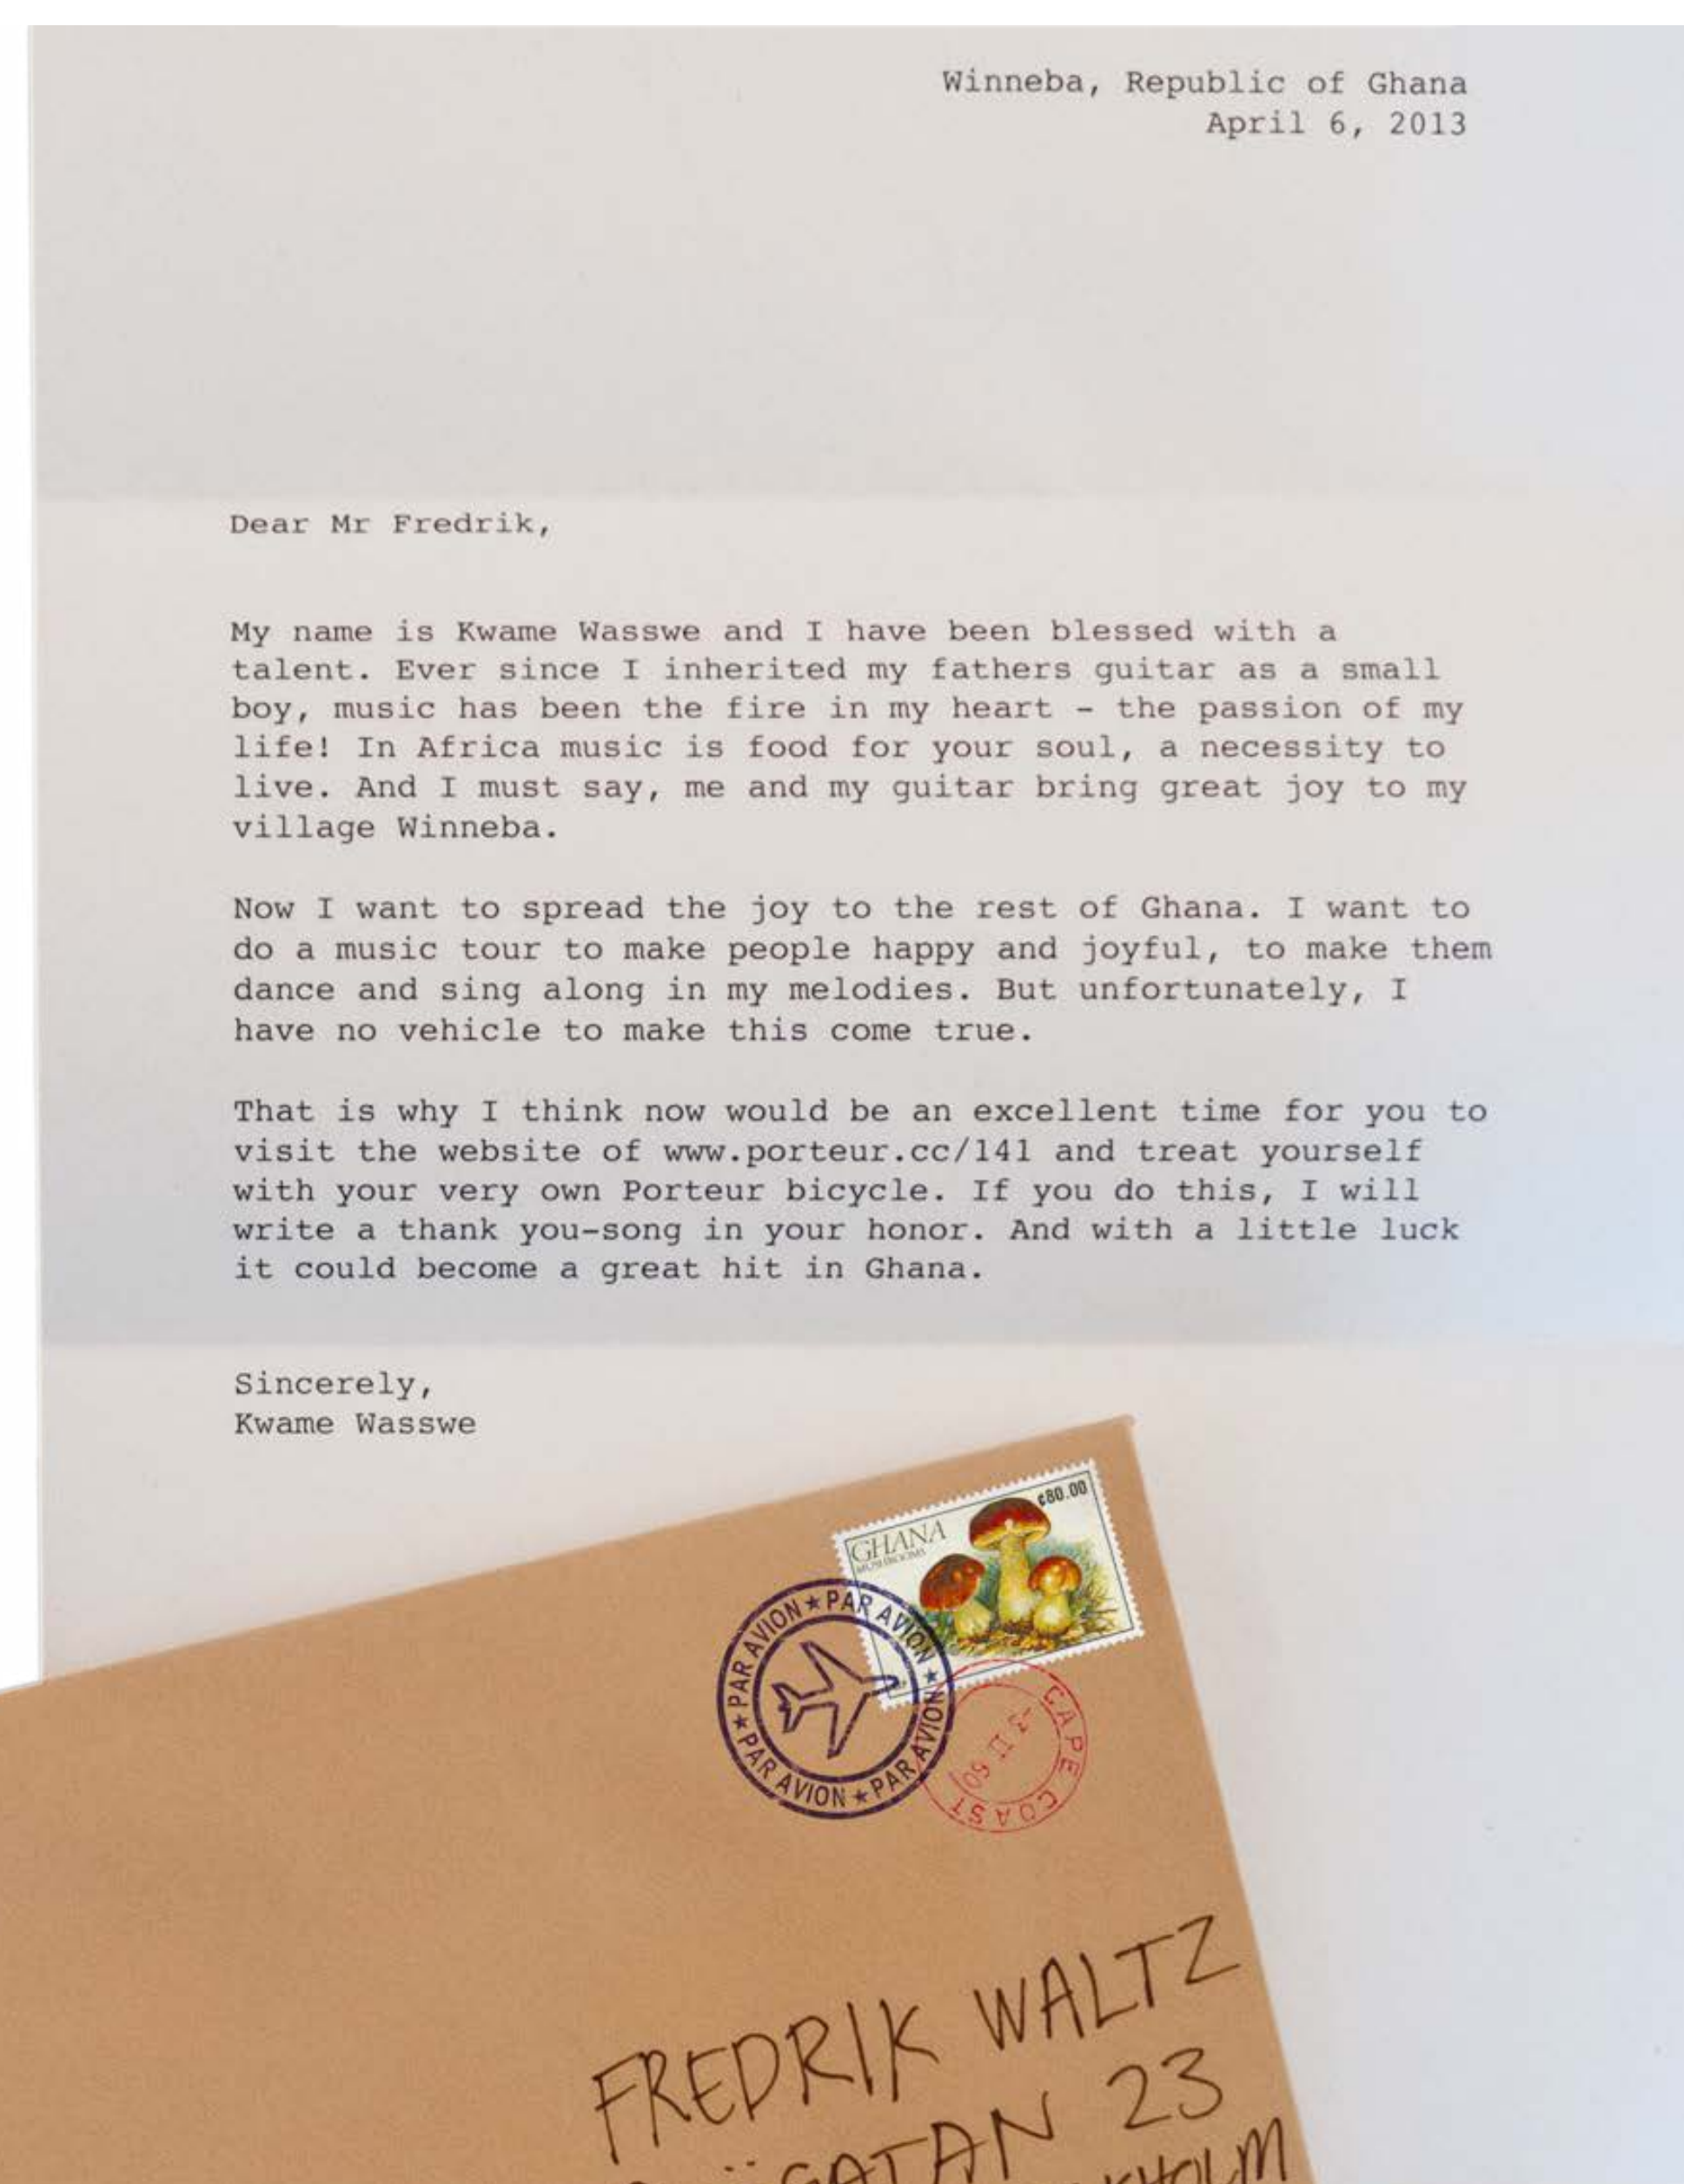 Winneba, Republic of Ghana
April 6, 2013
Dear Mr Fredrik,
My name is Kwame Wasswe and I have been blessed with a
talent. Ever since I inherited my fathers guitar as a small
boy, music has been the fire in my heart - the passion of my
life! In Africa music is food for your soul, a necessity to
live. And I must say, me and my guitar bring great joy to my
village Winneba.
Now I want to spread the joy to the rest of Ghana. I want to
do a music tour to make people happy and joyful, to make them
dance and sing along in my melodies. But unfortunately, I
have no vehicle to make this come true.
That is why I think now would be an excellent time for you to
visit the website of www.porteur.cc/141 and treat yourself
with your very own Porteur bicycle. If you do this, I will
write a thank you-song in your honor. And with a little luck
it could become a great hit in Ghana.
Sincerely,
Kwame Wasswe
¢80.00
GHANA
MUSHROOMS
PAR AVION ★ PAR AVION ★ PAR AVION ★ PAR AVION ★
CAPE COAST
-3 II 60
FREDRIK WALTZ
GATAN 23